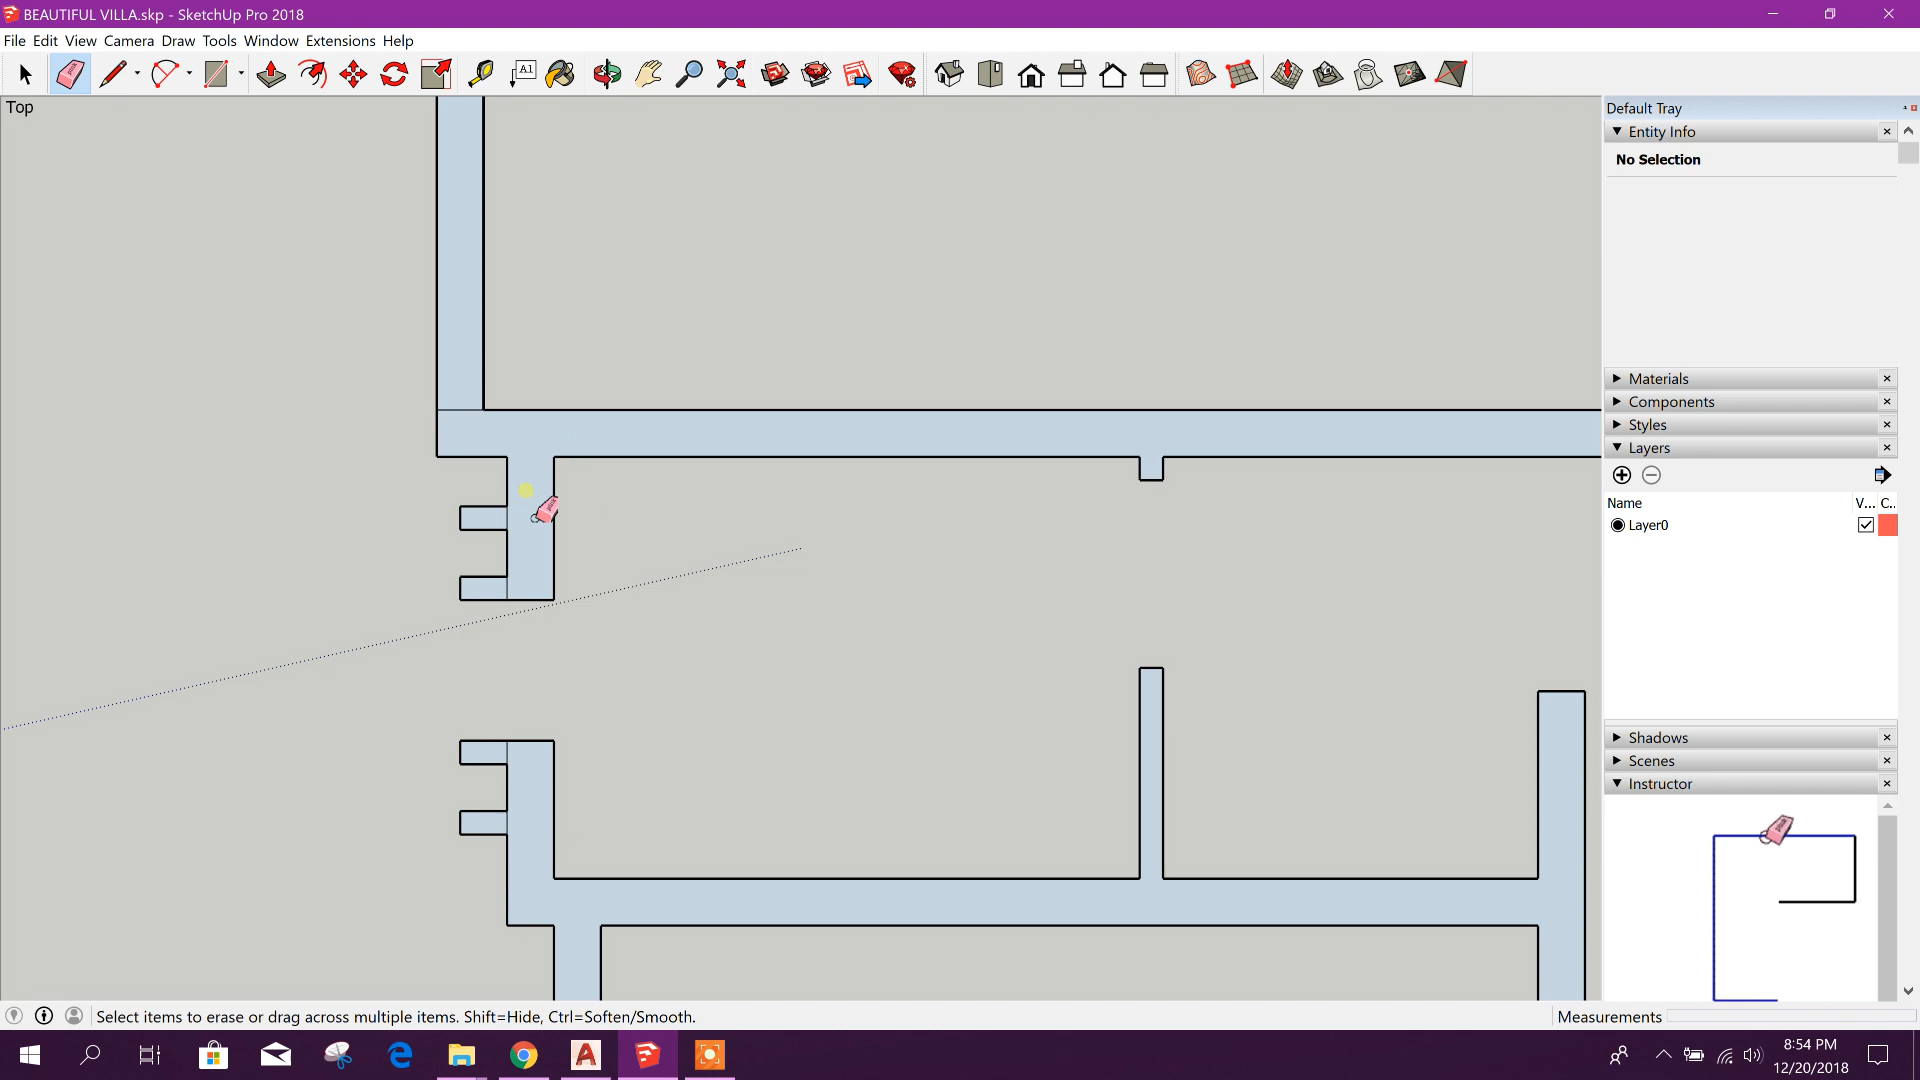 BEAUTIFUL VILLA.skp - SketchUp Pro 2018
File Edit View Camera Draw Tools Window Extensions Help
A1
Top
Default Tray
Entity Info
No Selection
Materials
Components
Styles
Layers
Name V... C..
Layer0
Shadows
Scenes
Instructor
Select items to erase or drag across multiple items. Shift=Hide, Ctrl=Soften/Smooth.
Measurements
8:54 PM
12/20/2018